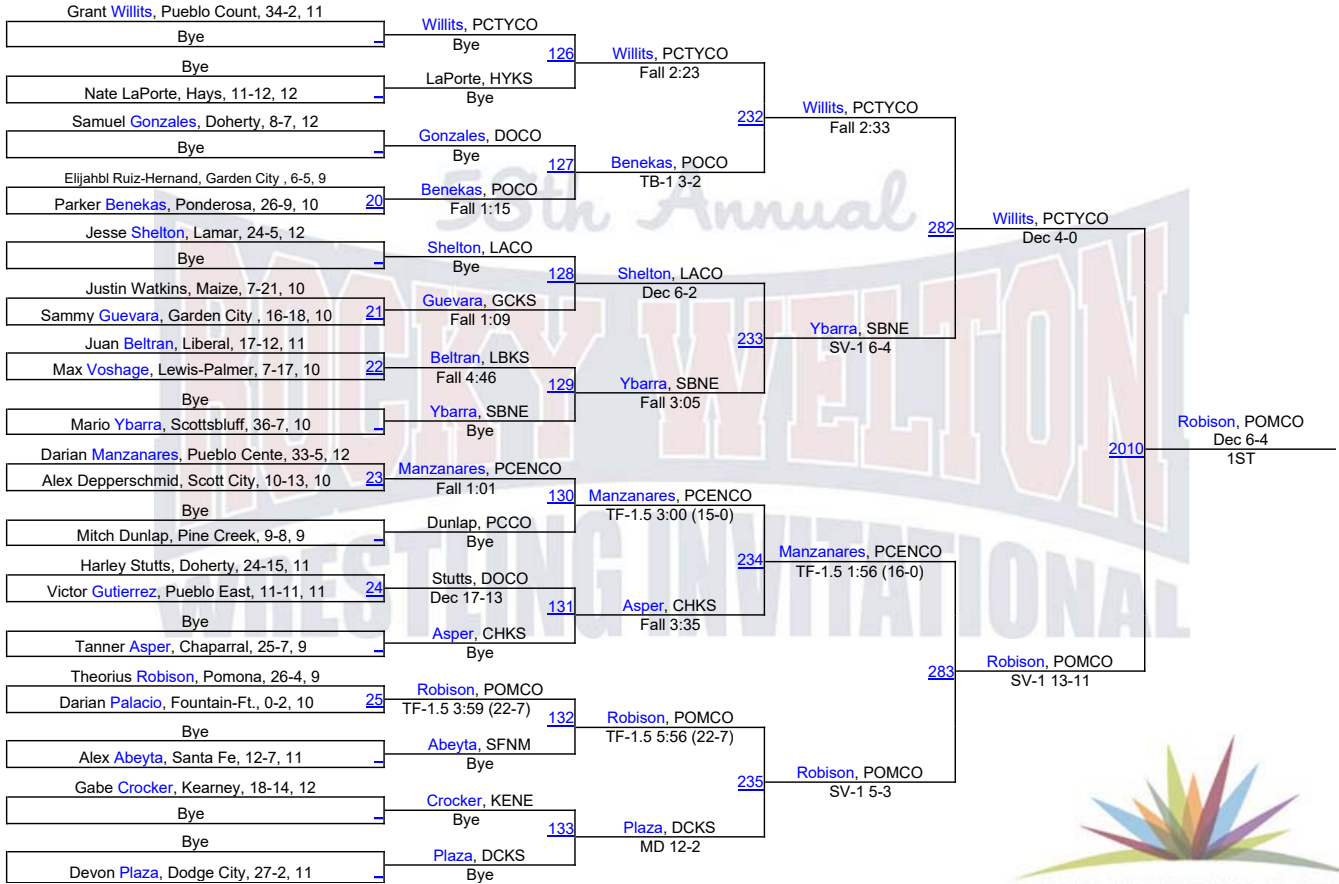 Grant Willits, Pueblo Count, 34-2, 11
Bye
Bye
Nate LaPorte, Hays, 11-12, 12
Samuel Gonzales, Doherty, 8-7, 12
Bye
Elijahbl Ruiz-Hernand, Garden City , 6-5, 9
Parker Benekas, Ponderosa, 26-9, 10
20
Jesse Shelton, Lamar, 24-5, 12
Bye
Justin Watkins, Maize, 7-21, 10
Sammy Guevara, Garden City , 16-18, 10
21
Juan Beltran, Liberal, 17-12, 11
Max Voshage, Lewis-Palmer, 7-17, 10
22
Bye
Mario Ybarra, Scottsbluff, 36-7, 10
Darian Manzanares, Pueblo Cente, 33-5, 12
Alex Depperschmid, Scott City, 10-13, 10
23
Bye
Mitch Dunlap, Pine Creek, 9-8, 9
Harley Stutts, Doherty, 24-15, 11
Victor Gutierrez, Pueblo East, 11-11, 11
24
Bye
Tanner Asper, Chaparral, 25-7, 9
Theorius Robison, Pomona, 26-4, 9
Darian Palacio, Fountain-Ft., 0-2, 10
25
Bye
Alex Abeyta, Santa Fe, 12-7, 11
Gabe Crocker, Kearney, 18-14, 12
Bye
Bye
Devon Plaza, Dodge City, 27-2, 11
Willits, PCTYCO
Bye
126
LaPorte, HYKS
Bye
Gonzales, DOCO
Bye
127
Benekas, POCO
Fall 1:15
Shelton, LACO
Bye
128
Guevara, GCKS
Fall 1:09
Beltran, LBKS
Fall 4:46
129
Ybarra, SBNE
Bye
Manzanares, PCENCO
Fall 1:01
130
Dunlap, PCCO
Bye
Stutts, DOCO
Dec 17-13
131
Asper, CHKS
Bye
Robison, POMCO
TF-1.5 3:59 (22-7)
132
Abeyta, SFNM
Bye
Crocker, KENE
Bye
133
Plaza, DCKS
Bye
Willits, PCTYCO
Fall 2:23
232
Benekas, POCO
TB-1 3-2
Shelton, LACO
Dec 6-2
233
Ybarra, SBNE
Fall 3:05
Manzanares, PCENCO
TF-1.5 3:00 (15-0)
234
Asper, CHKS
Fall 3:35
Robison, POMCO
TF-1.5 5:56 (22-7)
235
Plaza, DCKS
MD 12-2
Willits, PCTYCO
Fall 2:33
282
Ybarra, SBNE
SV-1 6-4
Manzanares, PCENCO
TF-1.5 1:56 (16-0)
283
Robison, POMCO
SV-1 5-3
Willits, PCTYCO
Dec 4-0
2010
Robison, POMCO
SV-1 13-11
Robison, POMCO
Dec 6-4
1ST
58th Annual
ROCKY WELTON
WRESTLING INVITATIONAL